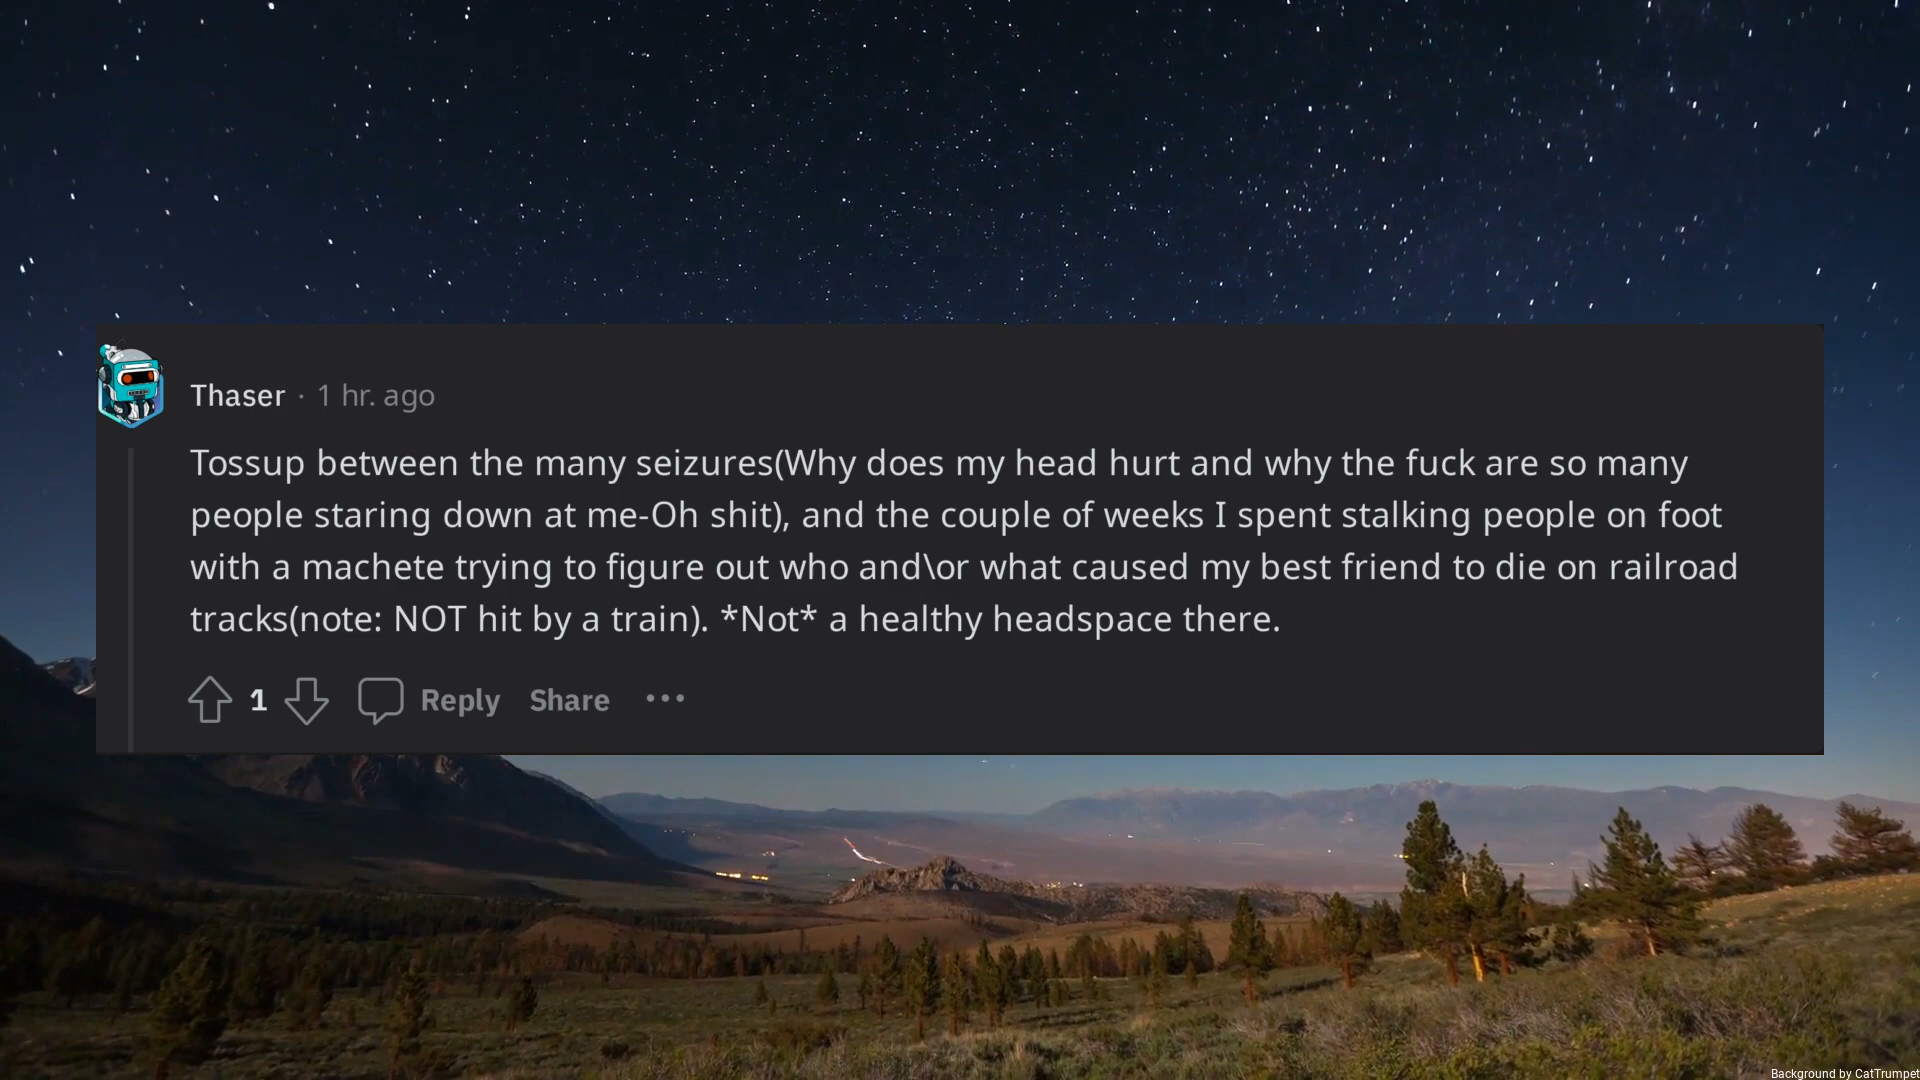 Thaser · 1 hr. ago
Tossup between the many seizures(Why does my head hurt and why the fuck are so many
people staring down at me-Oh shit), and the couple of weeks I spent stalking people on foot
with a machete trying to figure out who and\or what caused my best friend to die on railroad
tracks(note: NOT hit by a train). *Not* a healthy headspace there.
1 Reply Share ···
Background by CatTrumpet